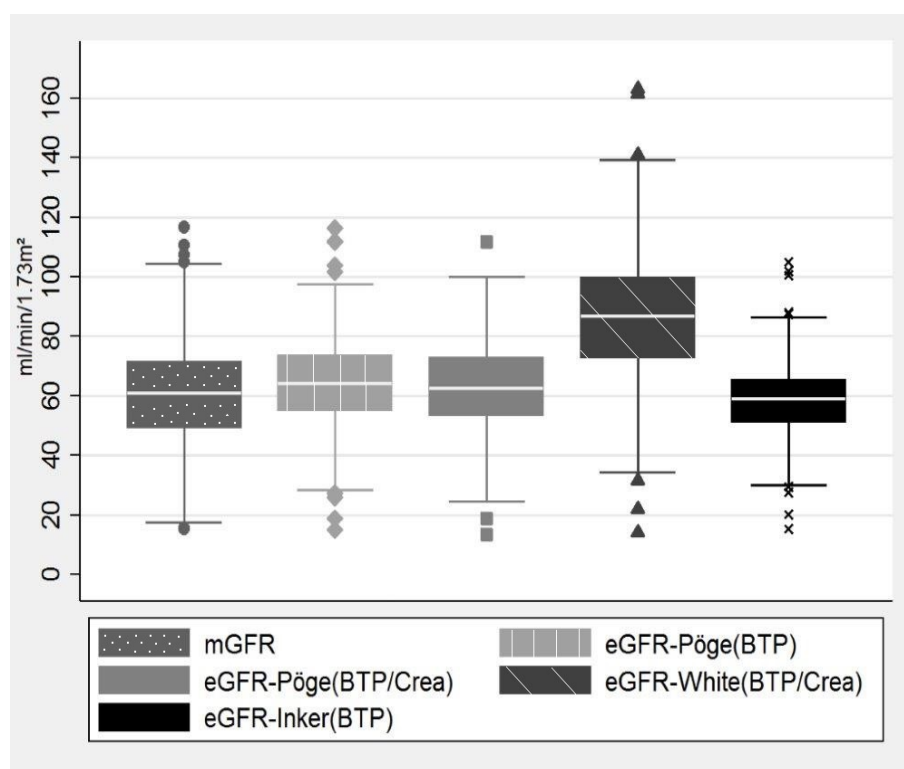 ml/min/1.73m²
160
140
120
100
80
60
40
20
0
mGFR
eGFR-Pöge(BTP)
eGFR-Pöge(BTP/Crea)
eGFR-White(BTP/Crea)
eGFR-Inker(BTP)